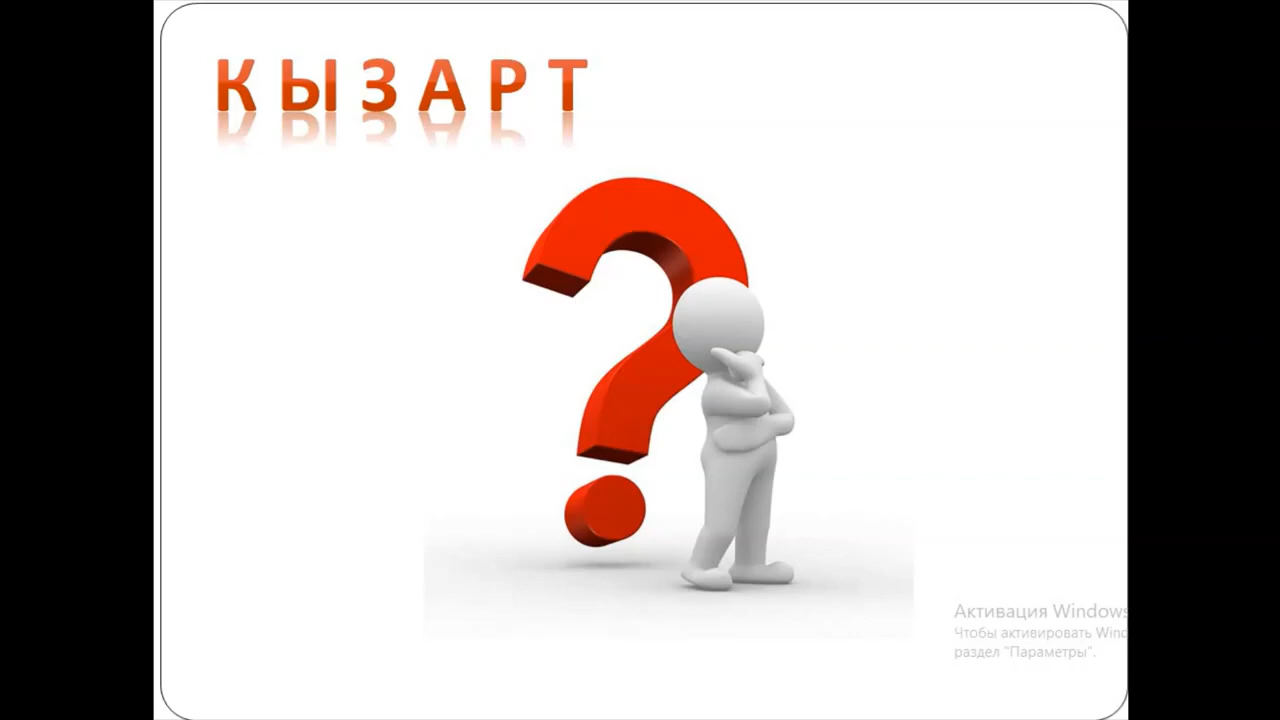 КЫЗАРТ
Активация Windows
Чтобы активировать Wind
раздел "Параметры".